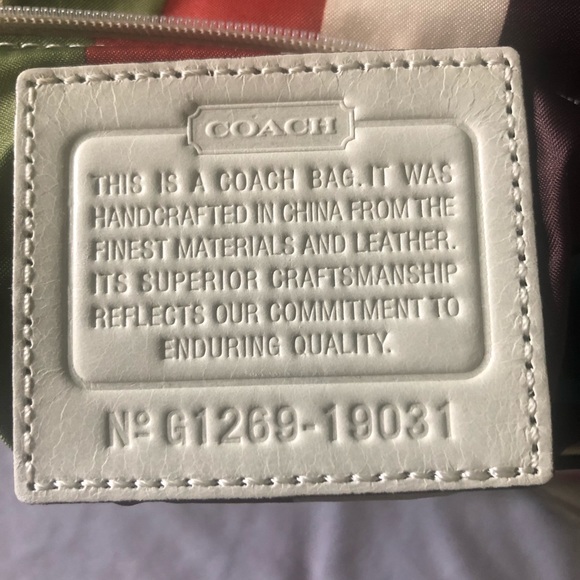 COACH
THIS IS A COACH BAG. IT WAS
HANDCRAFTED IN CHINA FROM THE
FINEST MATERIALS AND LEATHER.
ITS SUPERIOR CRAFTSMANSHIP
REFLECTS OUR COMMITMENT TO
ENDURING QUALITY.
Nº G1269-19031